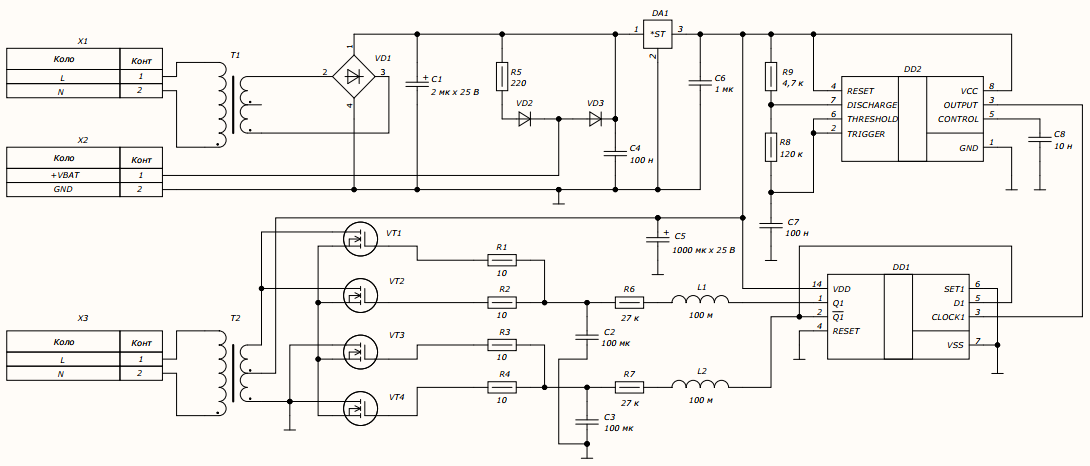 X1
Коло Конт
L 1
N 2
T1
2 1 3 4
VD1
+ C1
2 мк x 25 В
R5
220
VD2
VD3
C4
100 н
DA1
1 *ST 3
2
C6
1 мк
R9
4,7 к
R8
120 к
C7
100 н
DD2
4 RESET VCC 8
7 DISCHARGE OUTPUT 3
6 THRESHOLD CONTROL 5
2 TRIGGER
GND 1
C8
10 н
X2
Коло Конт
+VBAT 1
GND 2
VT1
VT2
VT3
VT4
R1
10
R2
10
R3
10
R4
10
+ C5
1000 мк x 25 В
R6
27 к
L1
100 м
C2
100 мк
R7
27 к
L2
100 м
C3
100 мк
DD1
14 VDD SET1 6
1 Q1 D1 5
2 Q1 CLOCK1 3
4 RESET
VSS 7
X3
Коло Конт
L 1
N 2
T2